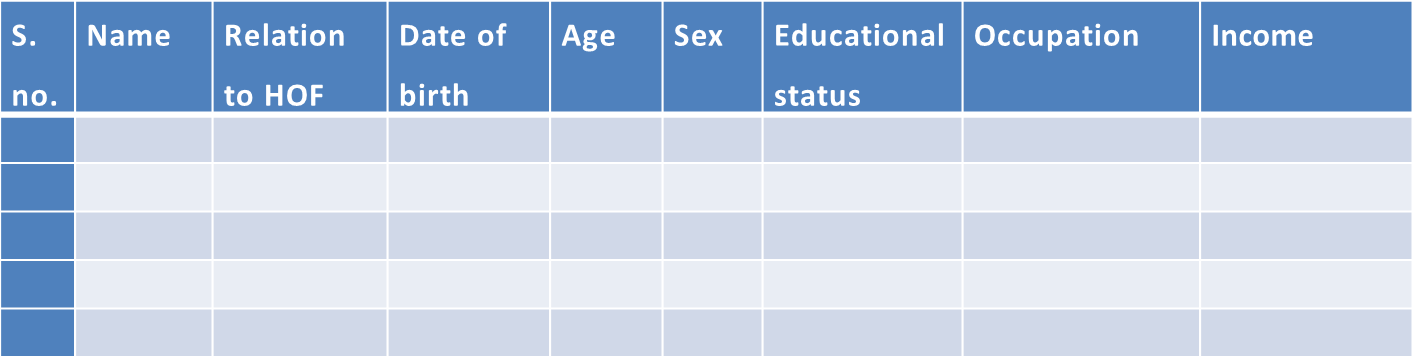 S. no.
Name
Relation to HOF
Date of birth
Age
Sex
Educational status
Occupation
Income